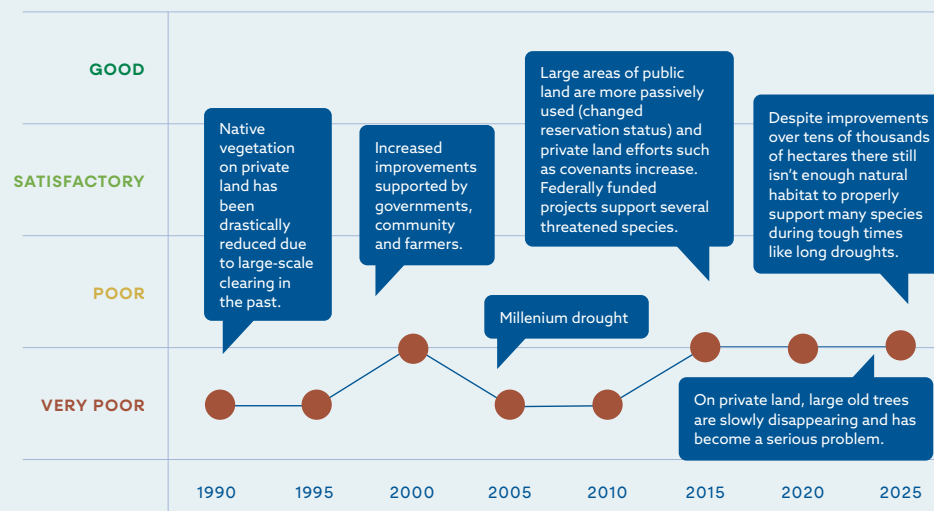 GOOD
SATISFACTORY
POOR
VERY POOR
Native
vegetation
on private
land has
been
drastically
reduced due
to large-scale
clearing in
the past.
Increased
improvements
supported by
governments,
community
and farmers.
Millenium drought
Large areas of public
land are more passively
used (changed
reservation status) and
private land efforts such
as covenants increase.
Federally funded
projects support several
threatened species.
Despite improvements
over tens of thousands
of hectares there still
isn't enough natural
habitat to properly
support many species
during tough times
like long droughts.
On private land, large old trees
are slowly disappearing and has
become a serious problem.
1990 1995 2000 2005 2010 2015 2020 2025